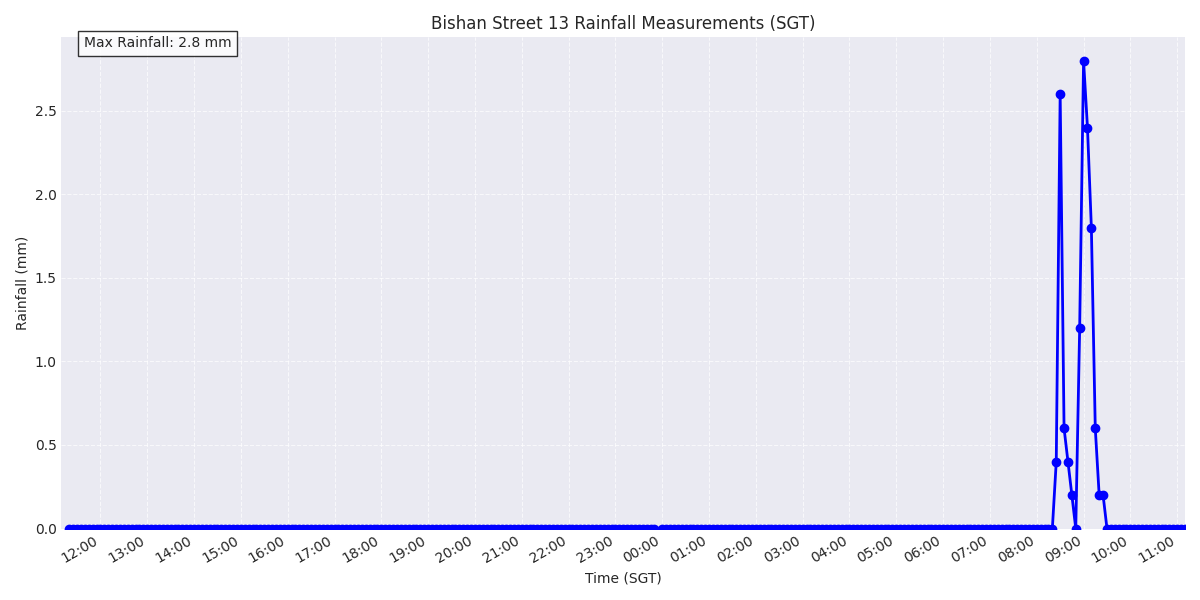 Bishan Street 13 Rainfall Measurements (SGT)
Max Rainfall: 2.8 mm
Rainfall (mm)
2.5
2.0
1.5
1.0
0.5
0.0
12:00 13:00 14:00 15:00 16:00 17:00 18:00 19:00 20:00 21:00 22:00 23:00 00:00 01:00 02:00 03:00 04:00 05:00 06:00 07:00 08:00 09:00 10:00 11:00
Time (SGT)